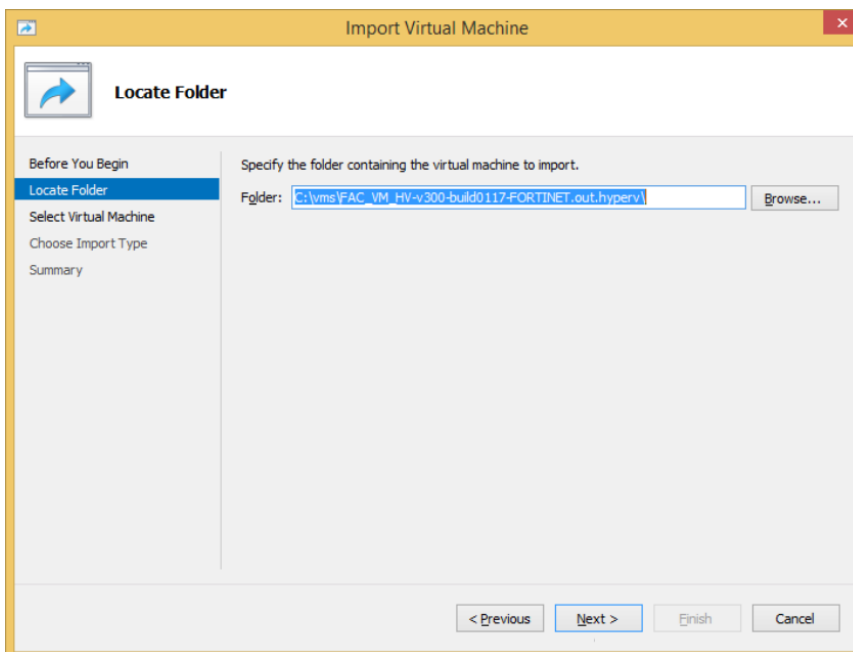 Import Virtual Machine
Locate Folder
Before You Begin
Locate Folder
Select Virtual Machine
Choose Import Type
Summary
Specify the folder containing the virtual machine to import.
Folder: C:\vms\FAC_VM_HV-v300-build0117-FORTINET.out.hyperv\ Browse...
< Previous Next > Finish Cancel